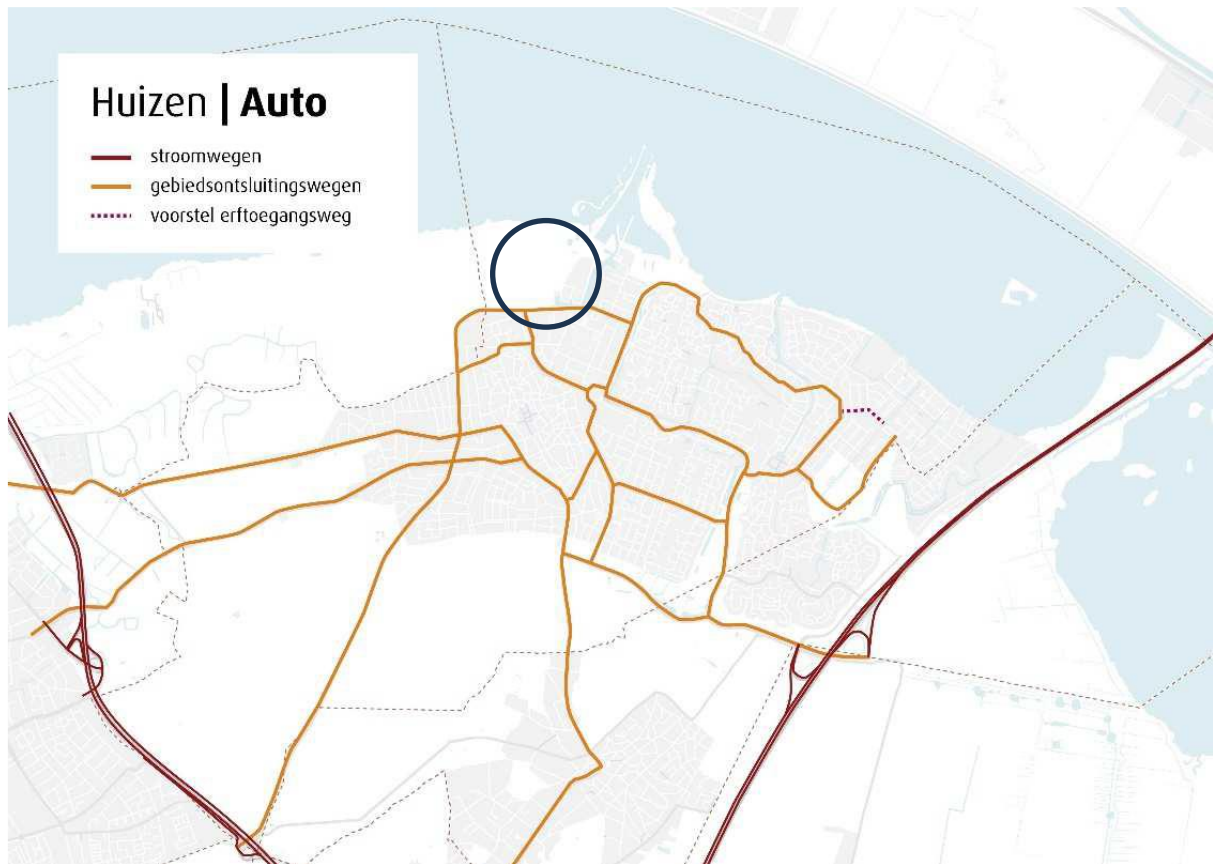 Huizen | Auto
stroomwegen
gebiedsontsluitingswegen
voorstel erftoegangsweg